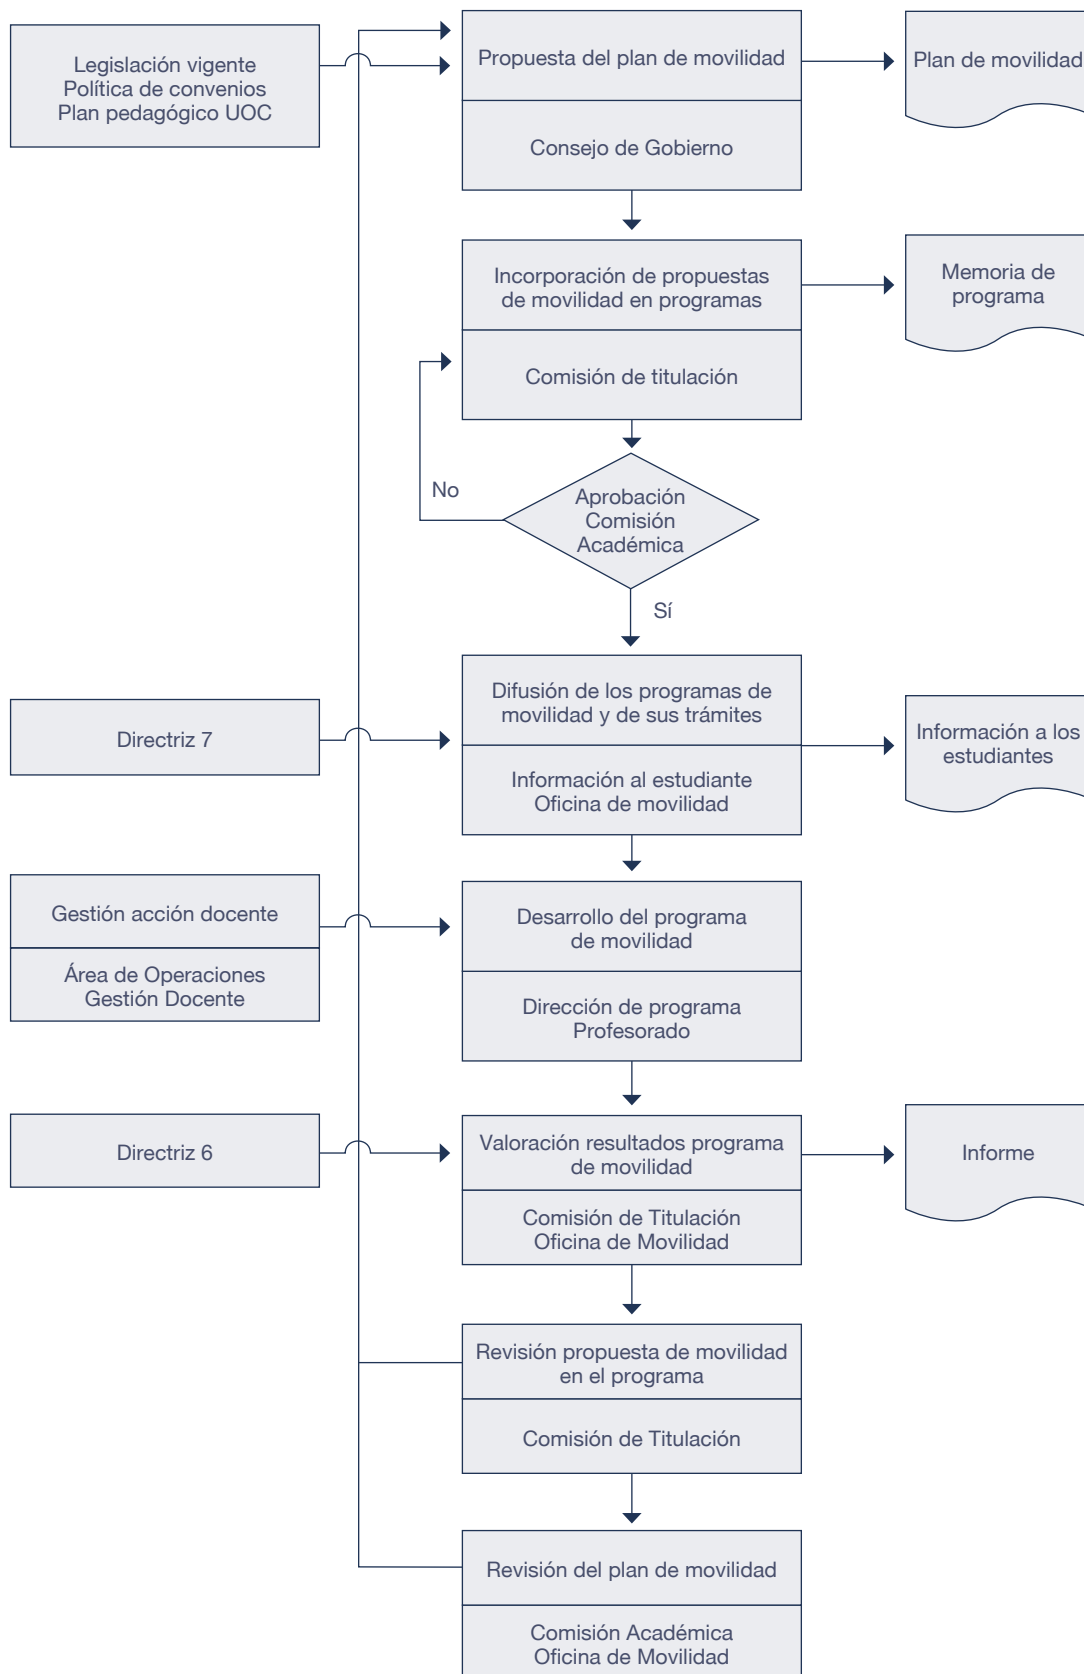 Legislación vigente
Política de convenios
Plan pedagógico UOC
Propuesta del plan de movilidad
Plan de movilidad
Consejo de Gobierno
Incorporación de propuestas
de movilidad en programas
Memoria de
programa
Comisión de titulación
No
Aprobación
Comisión
Académica
Sí
Directriz 7
Difusión de los programas de
movilidad y de sus trámites
Información a los
estudiantes
Información al estudiante
Oficina de movilidad
Gestión acción docente
Área de Operaciones
Gestión Docente
Desarrollo del programa
de movilidad
Dirección de programa
Profesorado
Directriz 6
Valoración resultados programa
de movilidad
Informe
Comisión de Titulación
Oficina de Movilidad
Revisión propuesta de movilidad
en el programa
Comisión de Titulación
Revisión del plan de movilidad
Comisión Académica
Oficina de Movilidad